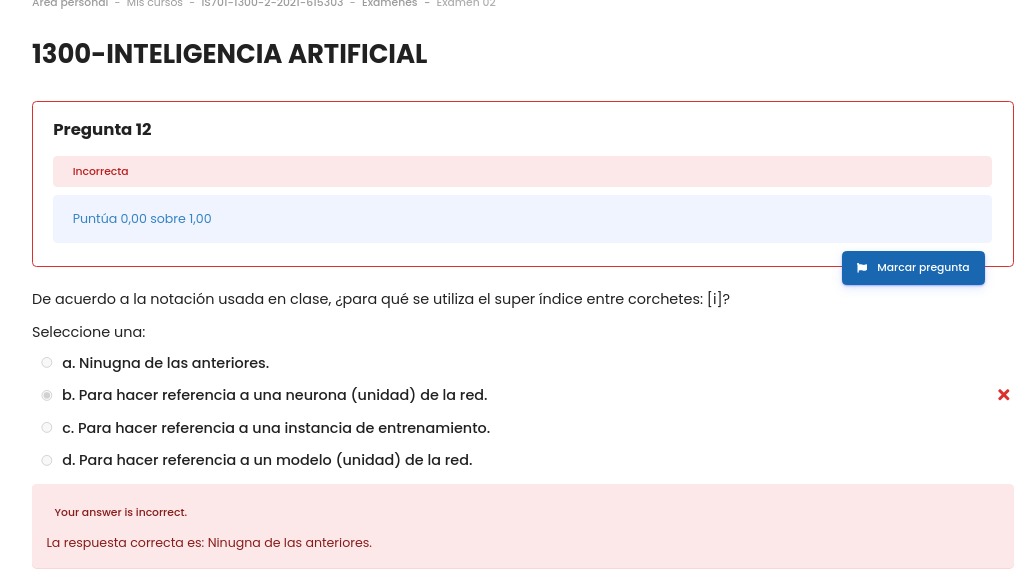 Área personal - Mis cursos - IS701-1300-2-2021-615303 - Exámenes - Examen 02
1300-INTELIGENCIA ARTIFICIAL
Pregunta 12
Incorrecta
Puntúa 0,00 sobre 1,00
Marcar pregunta
De acuerdo a la notación usada en clase, ¿para qué se utiliza el super índice entre corchetes: [i]?
Seleccione una:
a. Ninugna de las anteriores.
b. Para hacer referencia a una neurona (unidad) de la red.
c. Para hacer referencia a una instancia de entrenamiento.
d. Para hacer referencia a un modelo (unidad) de la red.
Your answer is incorrect.
La respuesta correcta es: Ninugna de las anteriores.